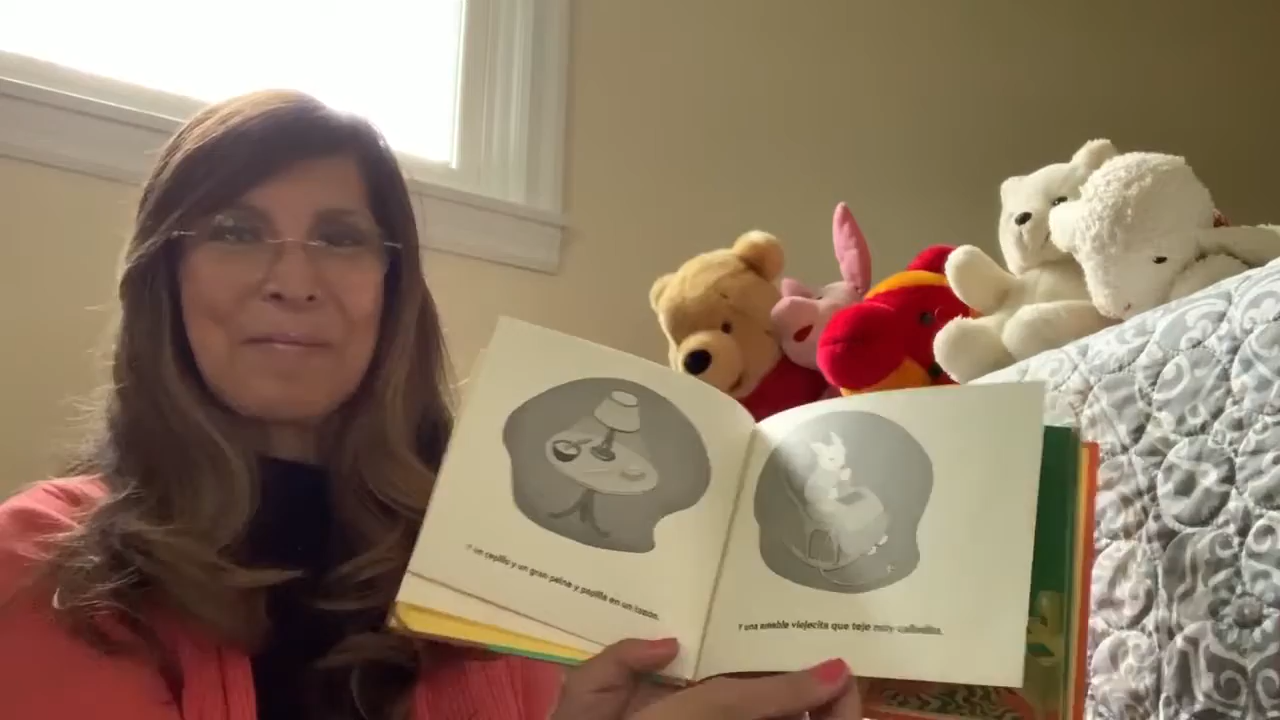 Y un cepillo y un gran peine y papilla en un tazón.
Y una amable viejecita que teje muy calladita.